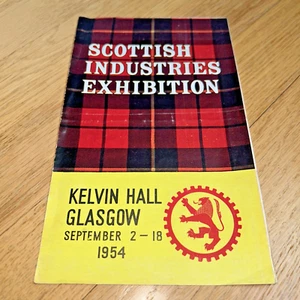 SCOTTISH
INDUSTRIES
EXHIBITION
KELVIN HALL
GLASGOW
SEPTEMBER 2-18
1954